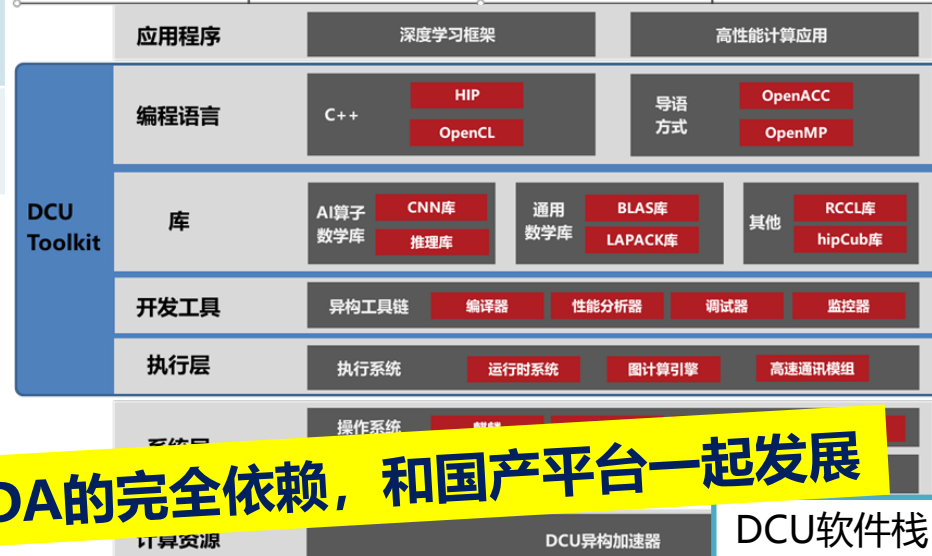 应用程序
深度学习框架
高性能计算应用
DCU
Toolkit
编程语言
C++
HIP
OpenCL
导语
方式
OpenACC
OpenMP
库
AI算子
数学库
CNN库
推理库
通用
数学库
BLAS库
LAPACK库
其他
RCCL库
hipCub库
开发工具
异构工具链
编译器
性能分析器
调试器
监控器
执行层
执行系统
运行时系统
图计算引擎
高速通讯模组
操作系统
DA的完全依赖，和国产平台一起发展
计算资源
DCU异构加速器
DCU软件栈